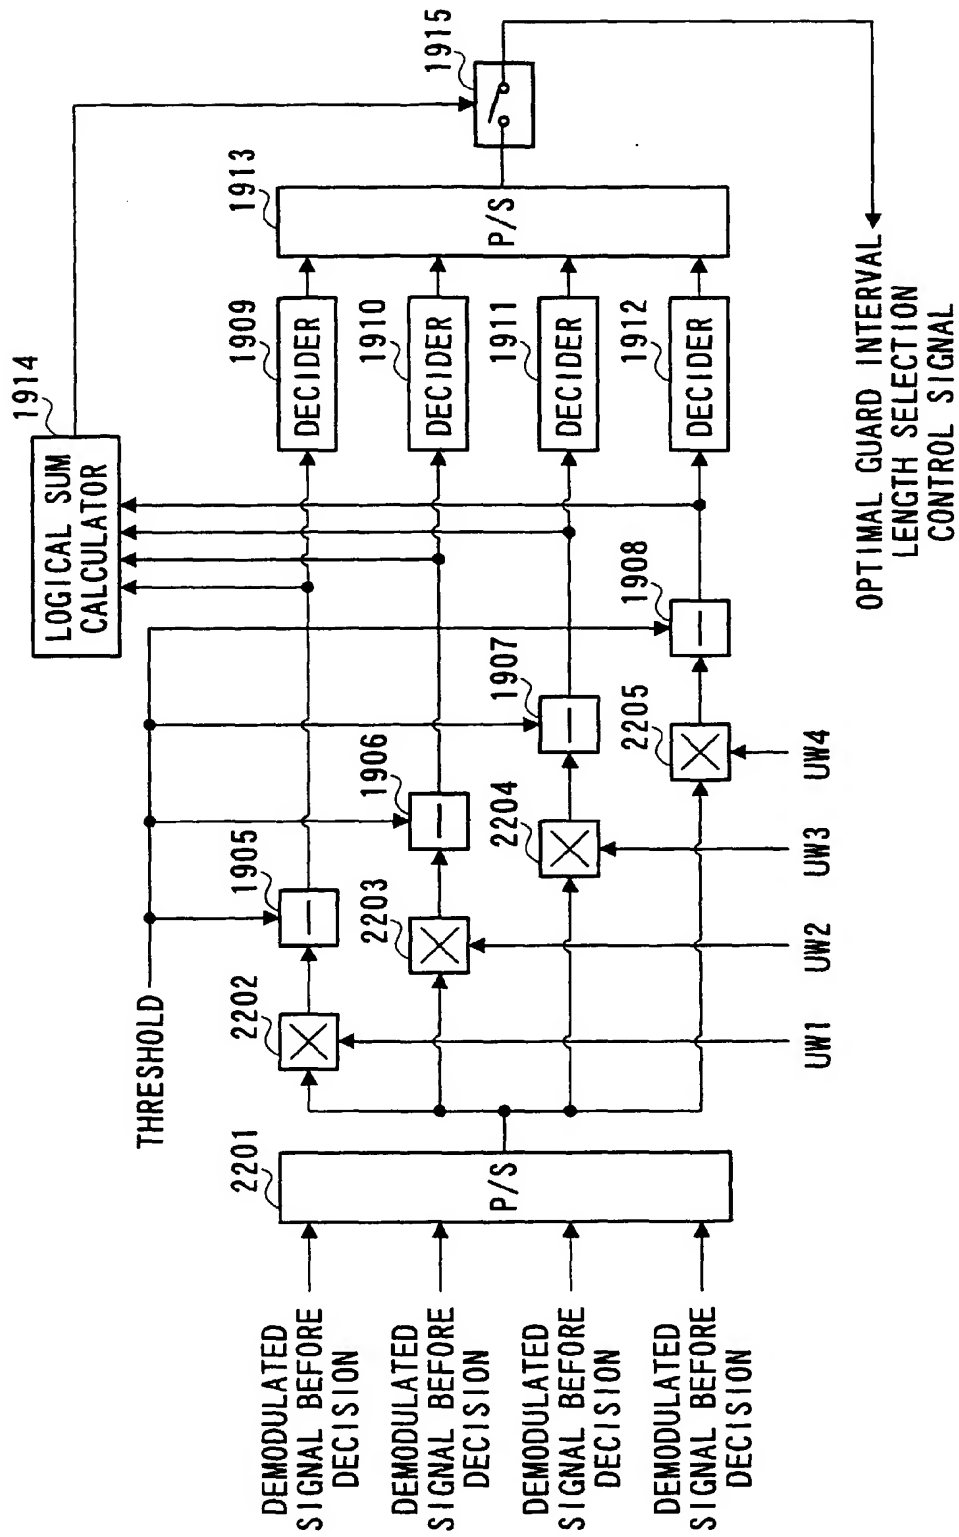 DEMODULATED
SIGNAL BEFORE
DECISION
DEMODULATED
SIGNAL BEFORE
DECISION
DEMODULATED
SIGNAL BEFORE
DECISION
DEMODULATED
SIGNAL BEFORE
DECISION
2201
P/S
THRESHOLD
2202
2203
2204
2205
UW1
UW2
UW3
UW4
1905
1906
1907
1908
LOGICAL SUM
CALCULATOR
1914
1909
DECIDER
1910
DECIDER
1911
DECIDER
1912
DECIDER
1913
P/S
1915
OPTIMAL GUARD INTERVAL
LENGTH SELECTION
CONTROL SIGNAL